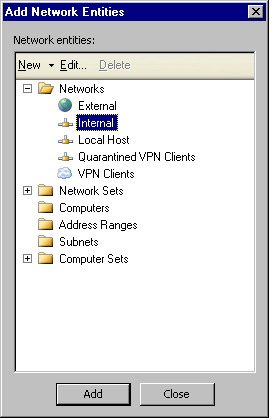 Add Network Entities
Network entities:
New Edit... Delete
Networks
External
Internal
Local Host
Quarantined VPN Clients
VPN Clients
Network Sets
Computers
Address Ranges
Subnets
Computer Sets
Add Close